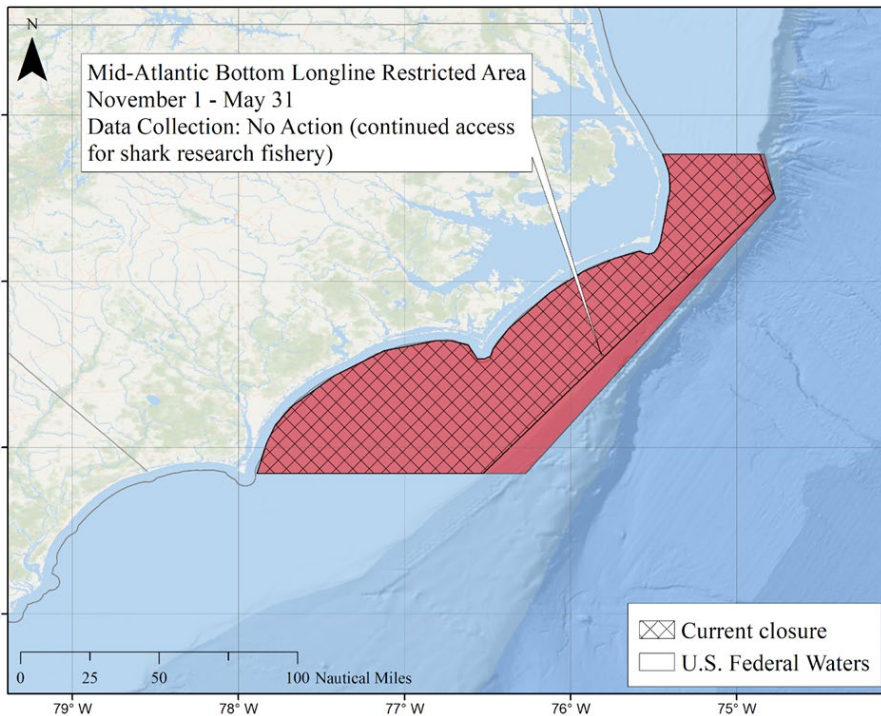 N
Mid-Atlantic Bottom Longline Restricted Area
November 1 - May 31
Data Collection: No Action (continued access
for shark research fishery)
Current closure
U.S. Federal Waters
0 25 50 100 Nautical Miles
79° W 78° W 77° W 76° W 75° W